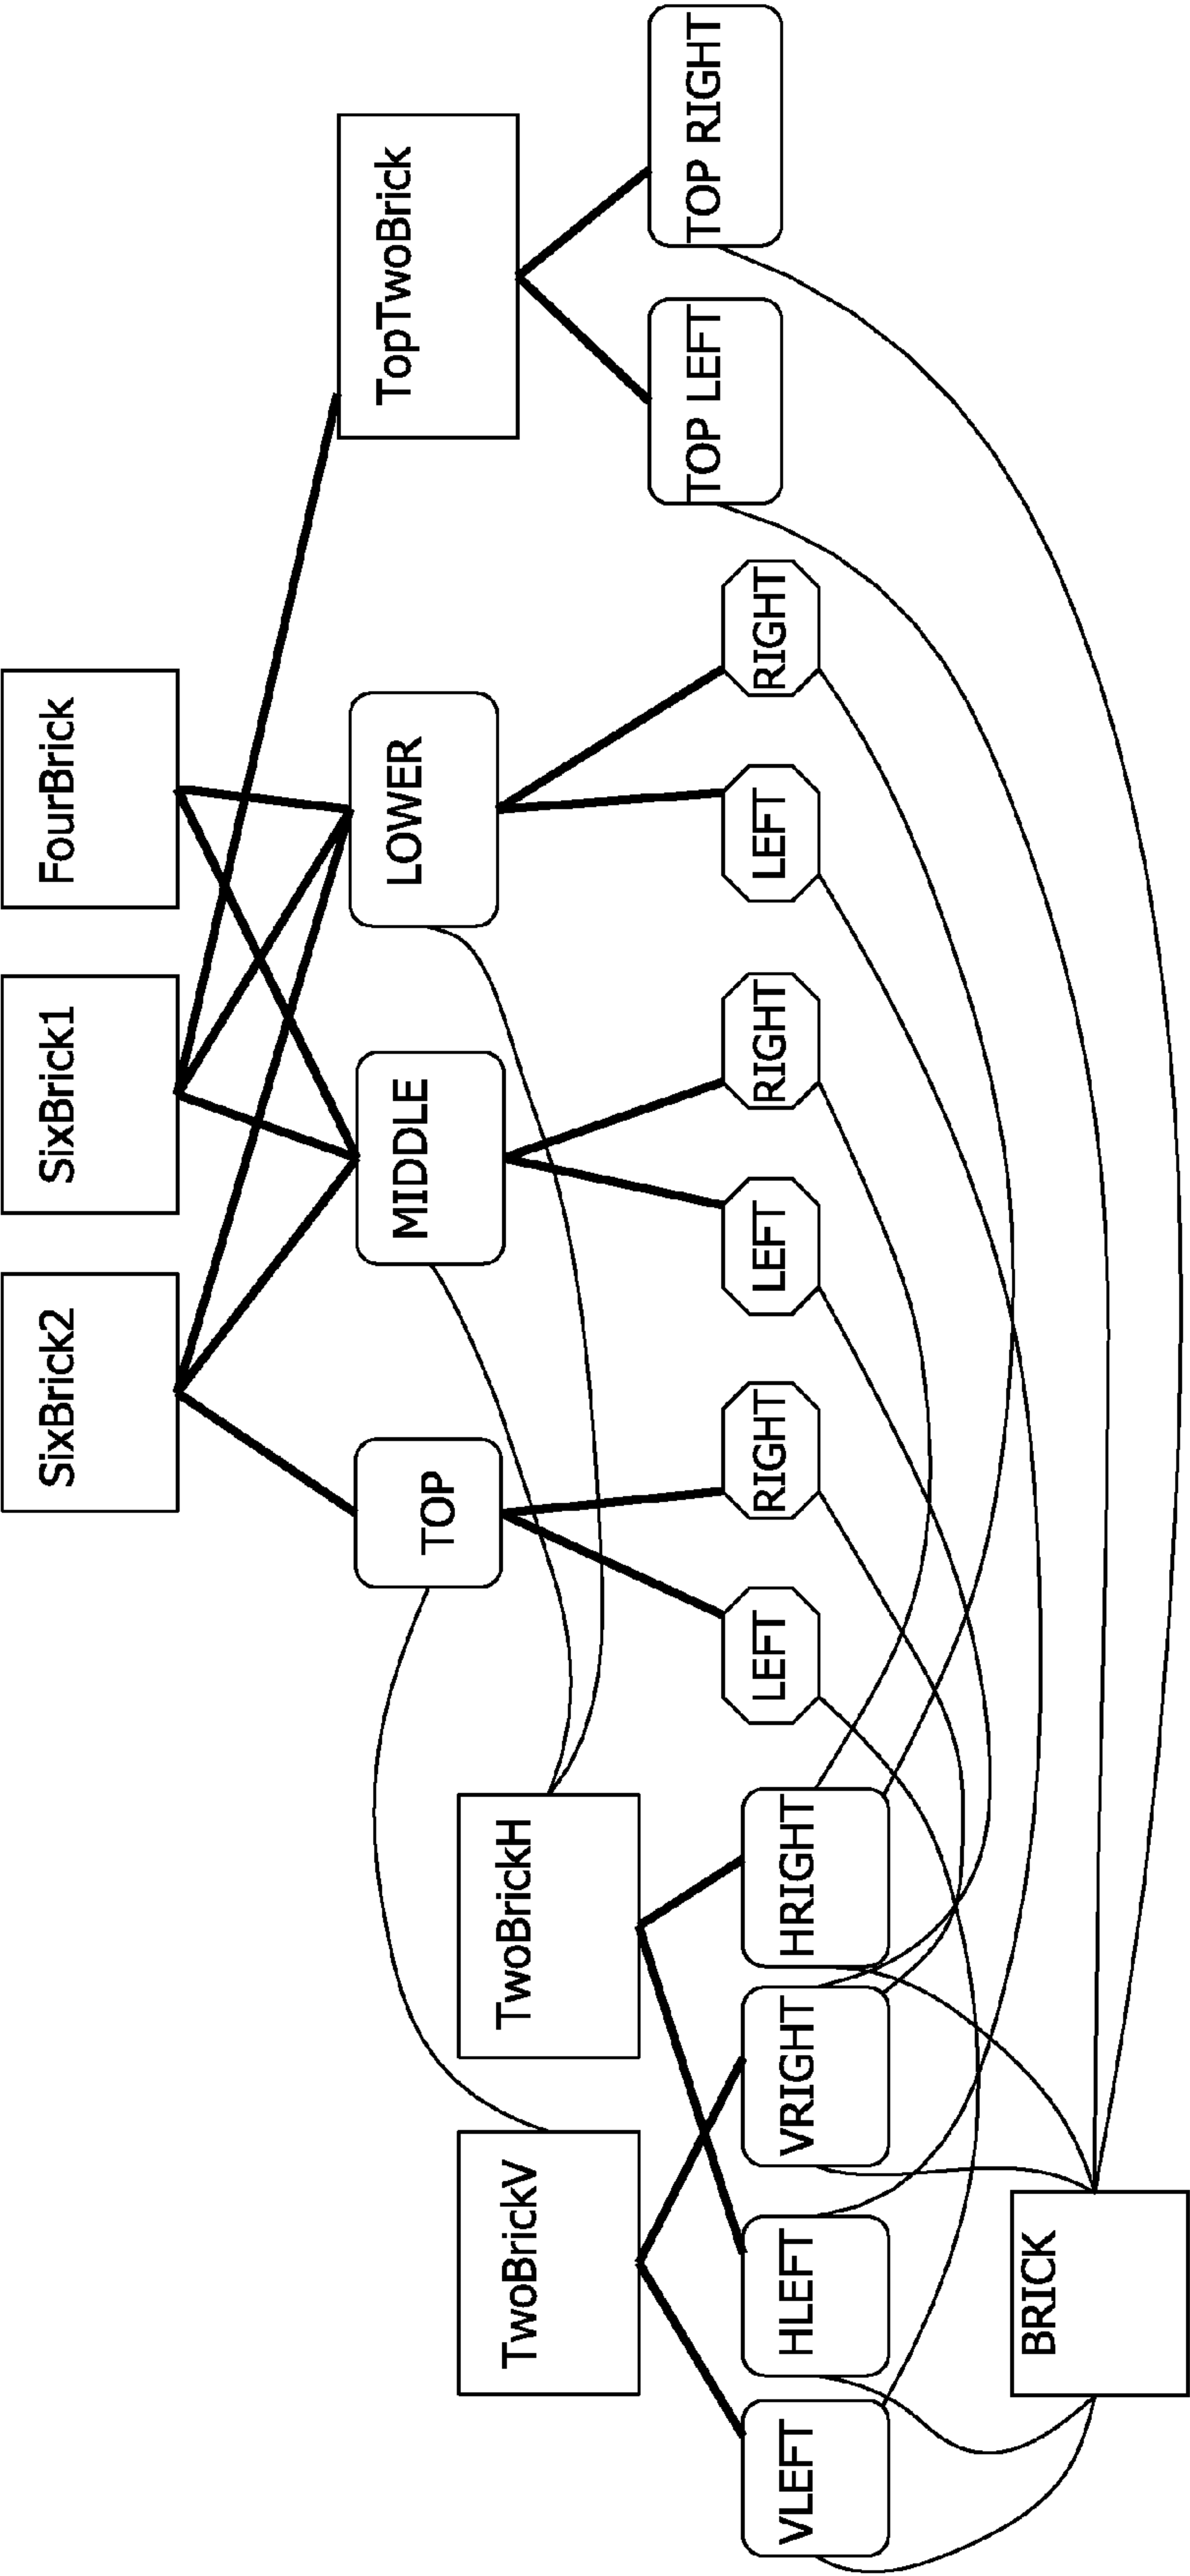 SixBrick2
SixBrick1
FourBrick
TOP
MIDDLE
LOWER
TopTwoBrick
TwoBrickV
TwoBrickH
TOP LEFT
TOP RIGHT
LEFT
RIGHT
LEFT
RIGHT
LEFT
RIGHT
VLEFT
HLEFT
VRIGHT
HRIGHT
BRICK